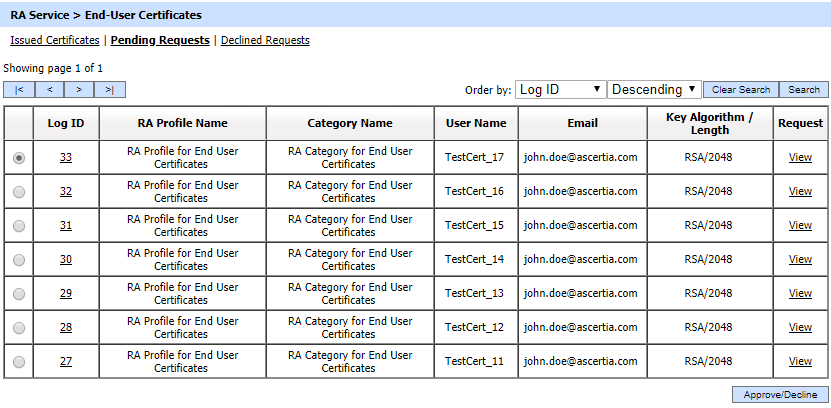 RA Service > End-User Certificates
Issued Certificates | Pending Requests | Declined Requests
Showing page 1 of 1
|< < > >| Order by: Log ID Descending Clear Search Search
Log ID RA Profile Name Category Name User Name Email Key Algorithm / Length Request
33 RA Profile for End User Certificates RA Category for End User Certificates TestCert_17 john.doe@ascertia.com RSA/2048 View
32 RA Profile for End User Certificates RA Category for End User Certificates TestCert_16 john.doe@ascertia.com RSA/2048 View
31 RA Profile for End User Certificates RA Category for End User Certificates TestCert_15 john.doe@ascertia.com RSA/2048 View
30 RA Profile for End User Certificates RA Category for End User Certificates TestCert_14 john.doe@ascertia.com RSA/2048 View
29 RA Profile for End User Certificates RA Category for End User Certificates TestCert_13 john.doe@ascertia.com RSA/2048 View
28 RA Profile for End User Certificates RA Category for End User Certificates TestCert_12 john.doe@ascertia.com RSA/2048 View
27 RA Profile for End User Certificates RA Category for End User Certificates TestCert_11 john.doe@ascertia.com RSA/2048 View
Approve/Decline